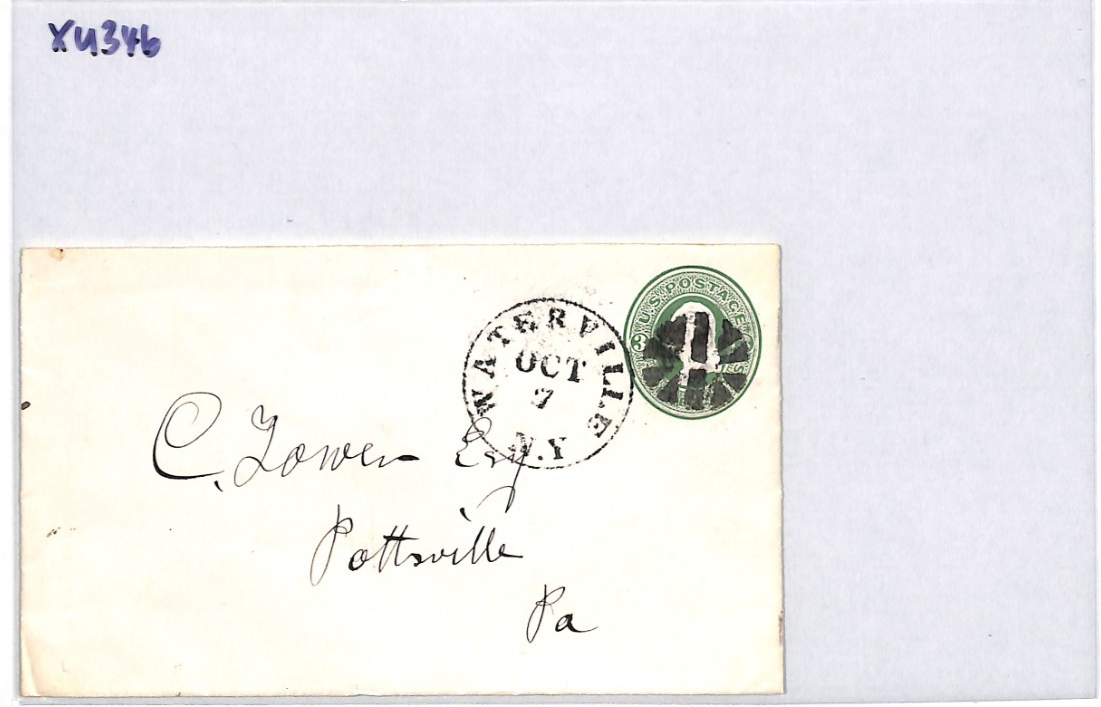 XU346
U.S. POSTAGE
3
WATERVILLE
OCT
7
N.Y
C. Tower Esq
Pottsville
Pa